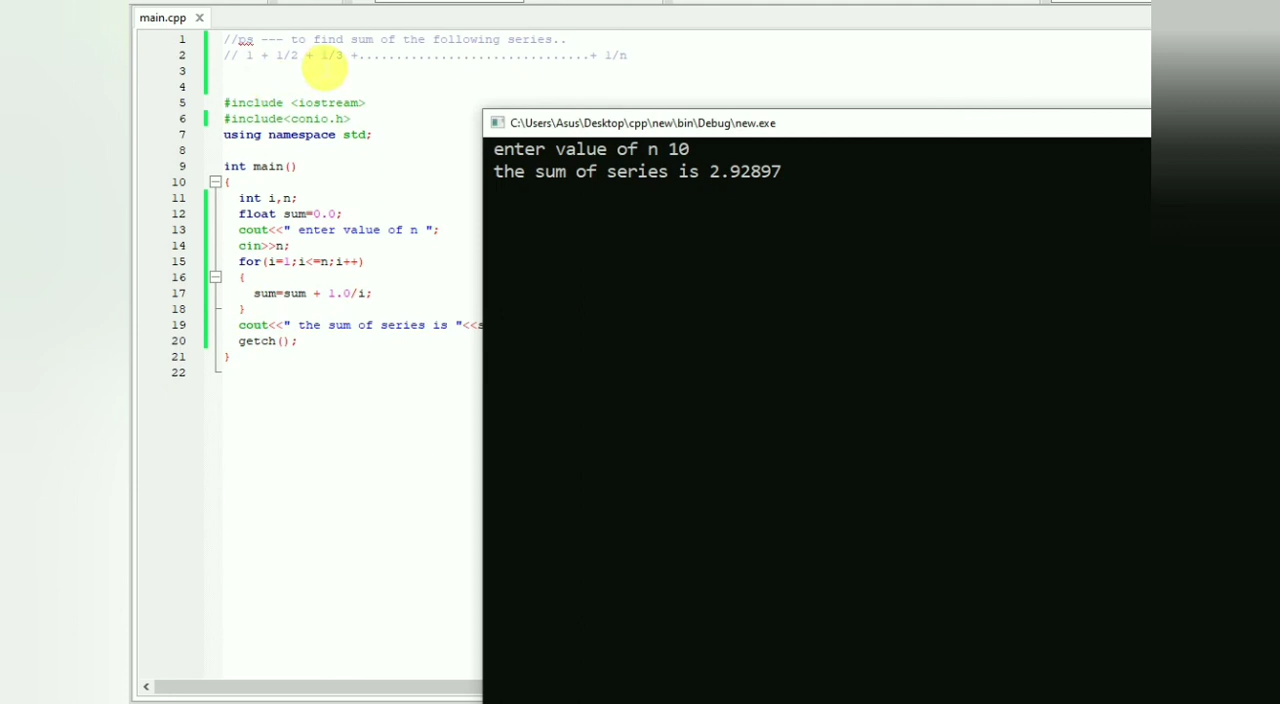 main.cpp
1 //ps --- to find sum of the following series..
2 // 1 + 1/2 + 1/3 +...............................+ 1/n
3
4
5 #include <iostream>
6 #include<conio.h>
7 using namespace std;
8
9 int main()
10 {
11 int i,n;
12 float sum=0.0;
13 cout<<" enter value of n ";
14 cin>>n;
15 for(i=1;i<=n;i++)
16 {
17 sum=sum + 1.0/i;
18 }
19 cout<<" the sum of series is "<<s
20 getch();
21 }
22
C:\Users\Asus\Desktop\cpp\new\bin\Debug\new.exe
enter value of n 10
the sum of series is 2.92897